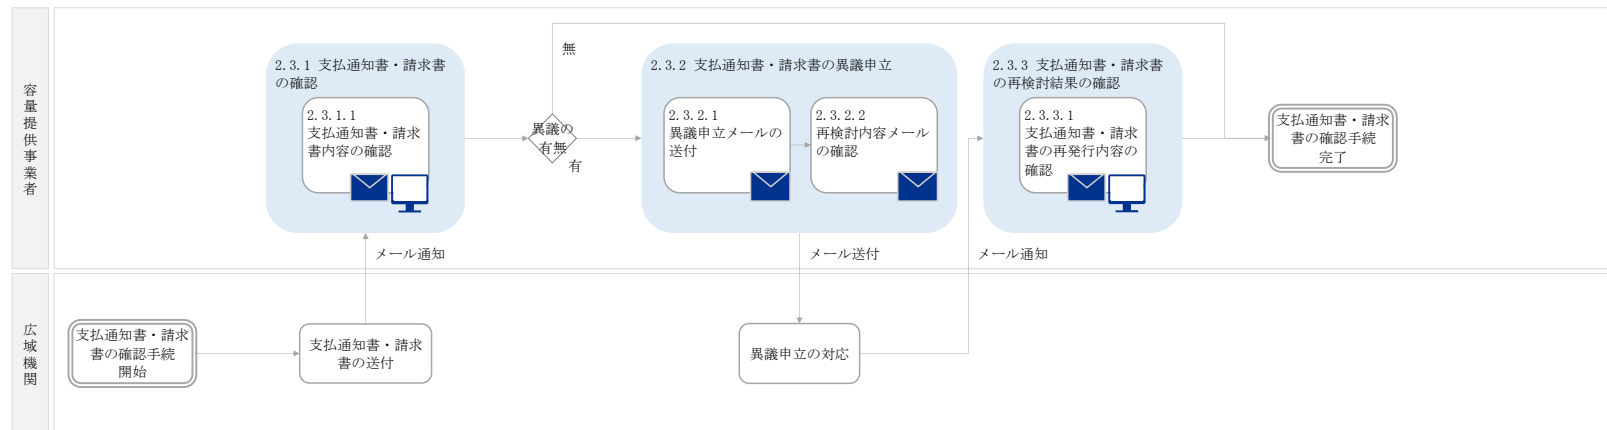 容量提供事業者
2.3.1 支払通知書・請求書
の確認
2.3.1.1
支払通知書・請求
書内容の確認
異議の
有無
無
有
2.3.2 支払通知書・請求書の異議申立
2.3.2.1
異議申立メールの
送付
2.3.2.2
再検討内容メール
の確認
2.3.3 支払通知書・請求書
の再検討結果の確認
2.3.3.1
支払通知書・請求
書の再発行内容の
確認
支払通知書・請求
書の確認手続
完了
メール通知
メール送付
メール通知
広域機関
支払通知書・請求
書の確認手続
開始
支払通知書・請求
書の送付
異議申立の対応